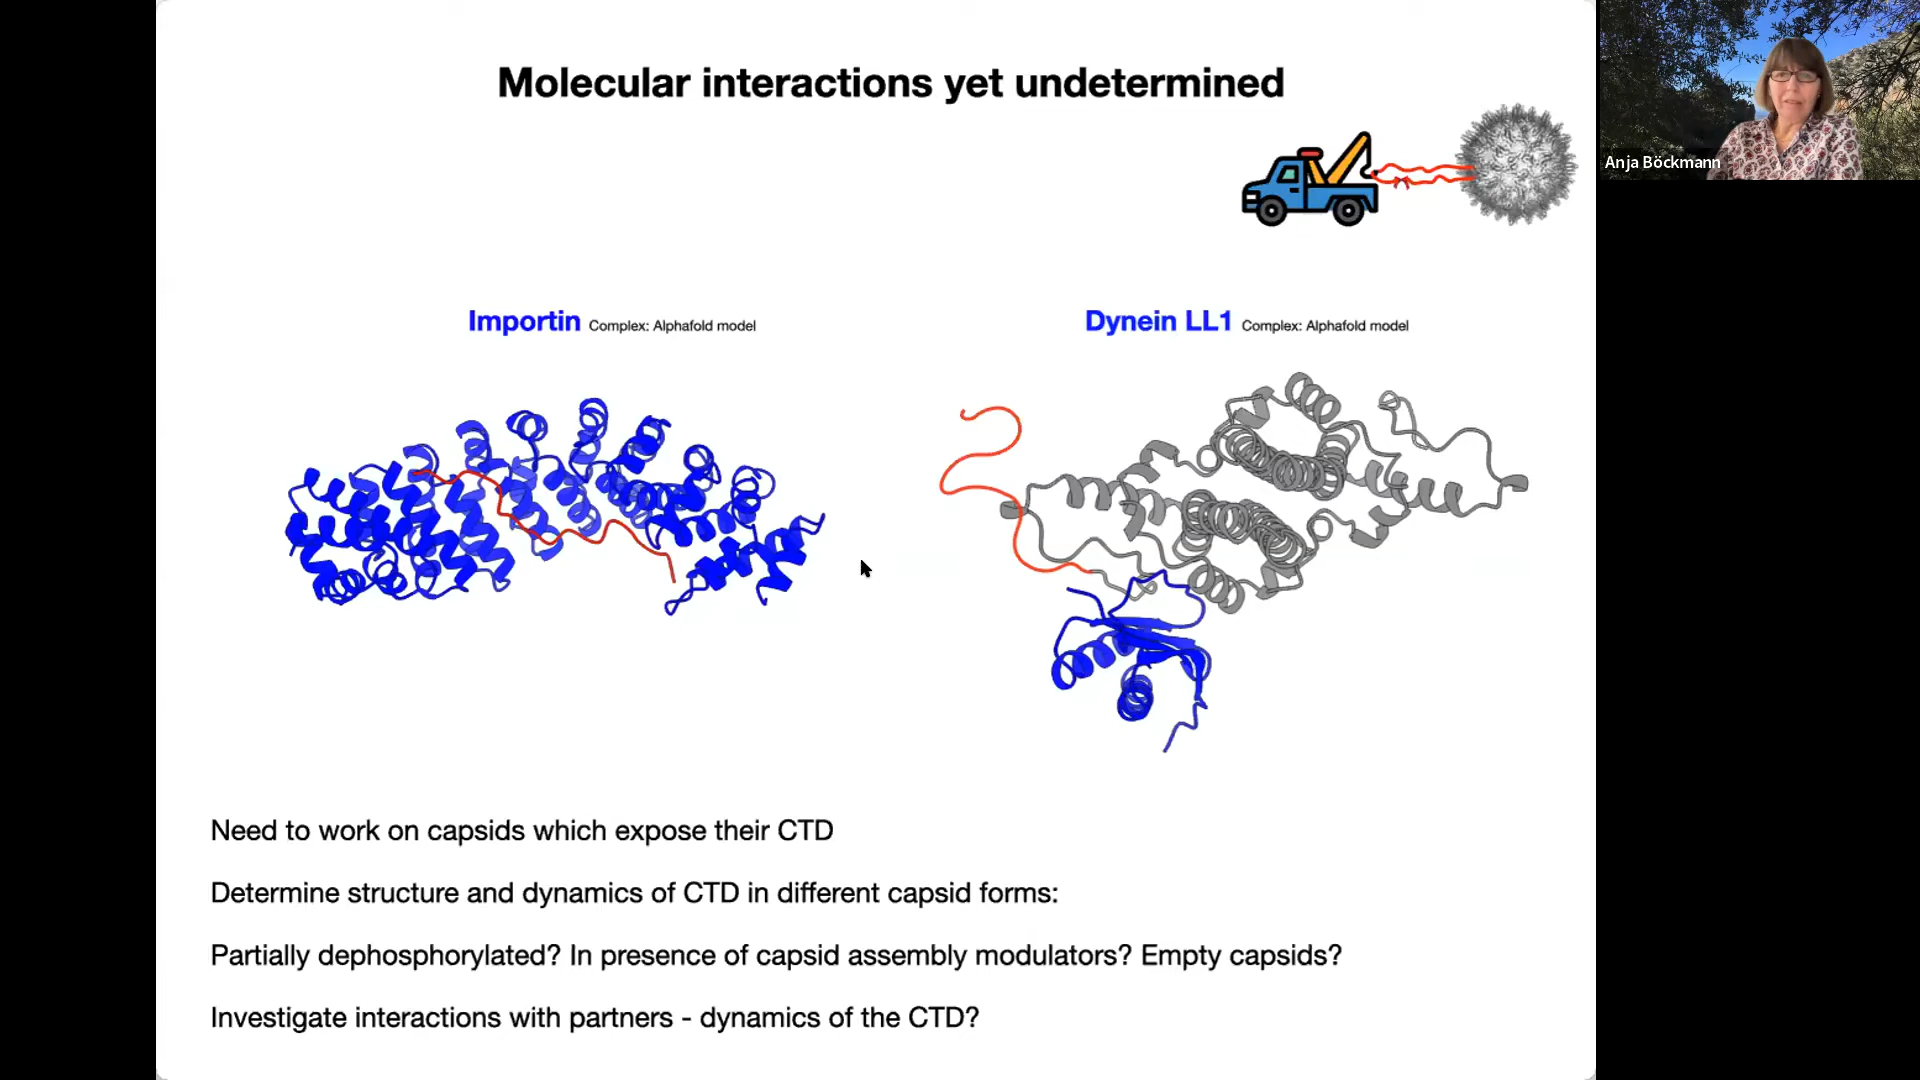 Molecular interactions yet undetermined
Anja Böckmann
Importin Complex: Alphafold model
Dynein LL1 Complex: Alphafold model
Need to work on capsids which expose their CTD
Determine structure and dynamics of CTD in different capsid forms:
Partially dephosphorylated? In presence of capsid assembly modulators? Empty capsids?
Investigate interactions with partners - dynamics of the CTD?